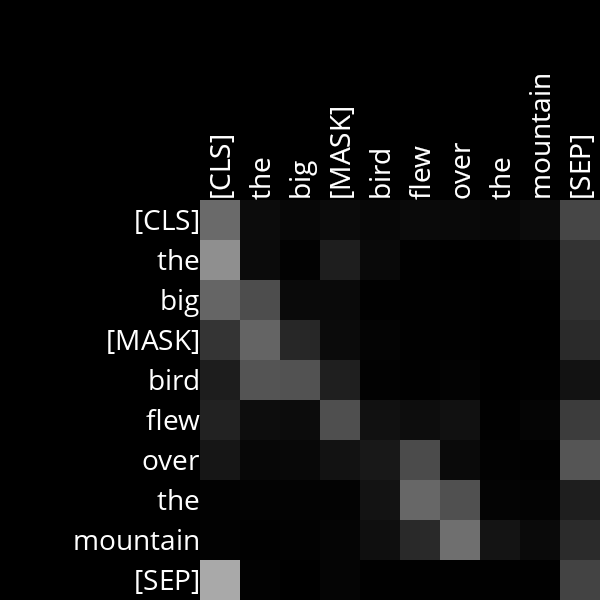 [CLS]
the
big
[MASK]
bird
flew
over
the
mountain
[SEP]
[CLS]
the
big
[MASK]
bird
flew
over
the
mountain
[SEP]